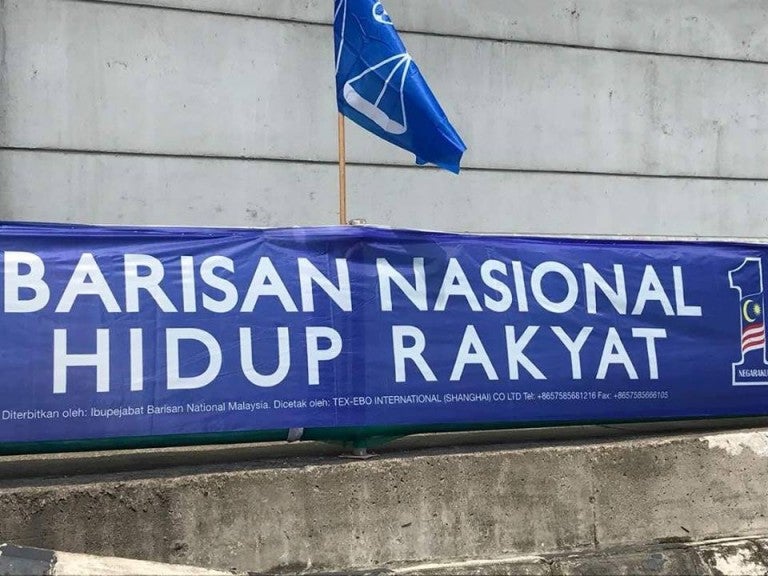 BARISAN NASIONAL
HIDUP RAKYAT
1
NEGARAKU
Diterbitkan oleh: Ibupejabat Barisan National Malaysia. Dicetak oleh: TEX-EBO INTERNATIONAL (SHANGHAI) CO LTD Tel: +8657585681216 Fax: +8657585666105